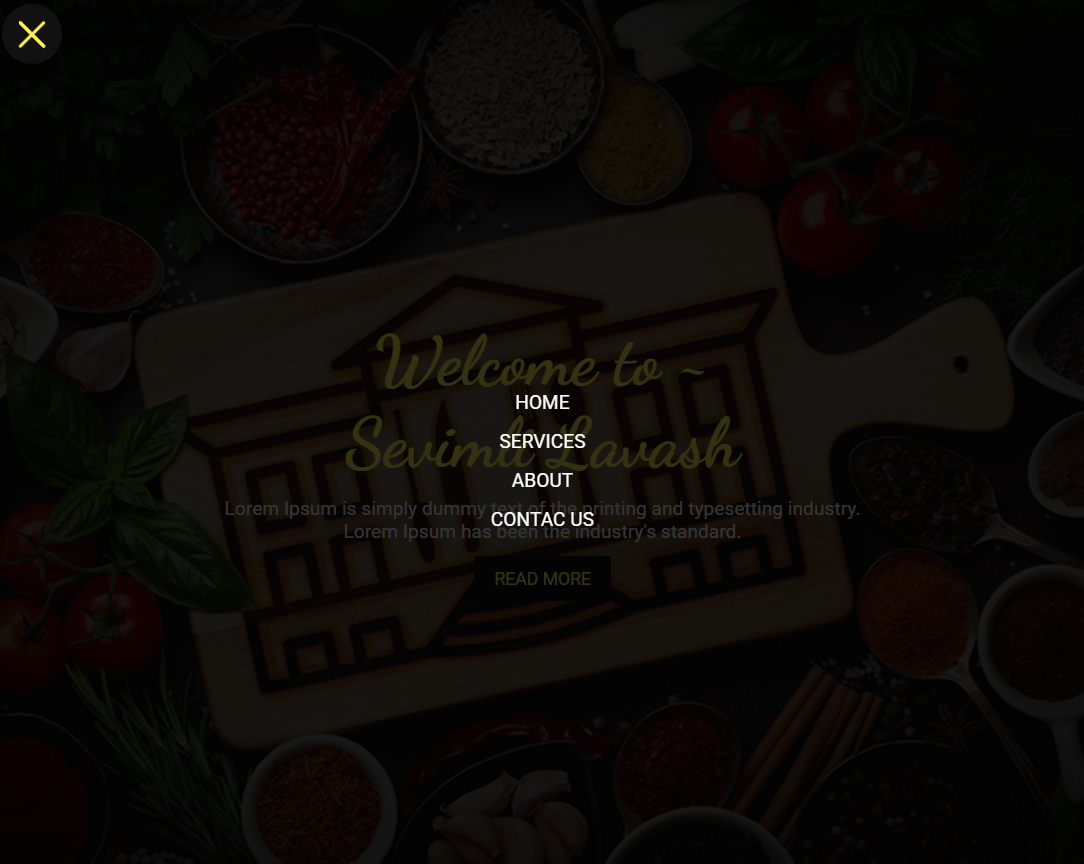 Welcome to ~
HOME
Sevimli Lavash
SERVICES
ABOUT
Lorem Ipsum is simply dummy text of the printing and typesetting industry.
CONTAC US
Lorem Ipsum has been the industry's standard.
READ MORE